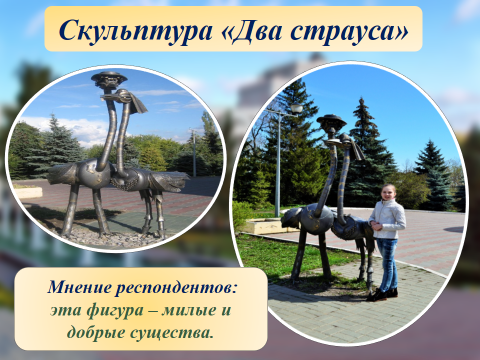 Скульптура «Два страуса»
Мнение респондентов:
эта фигура – милые и
добрые существа.